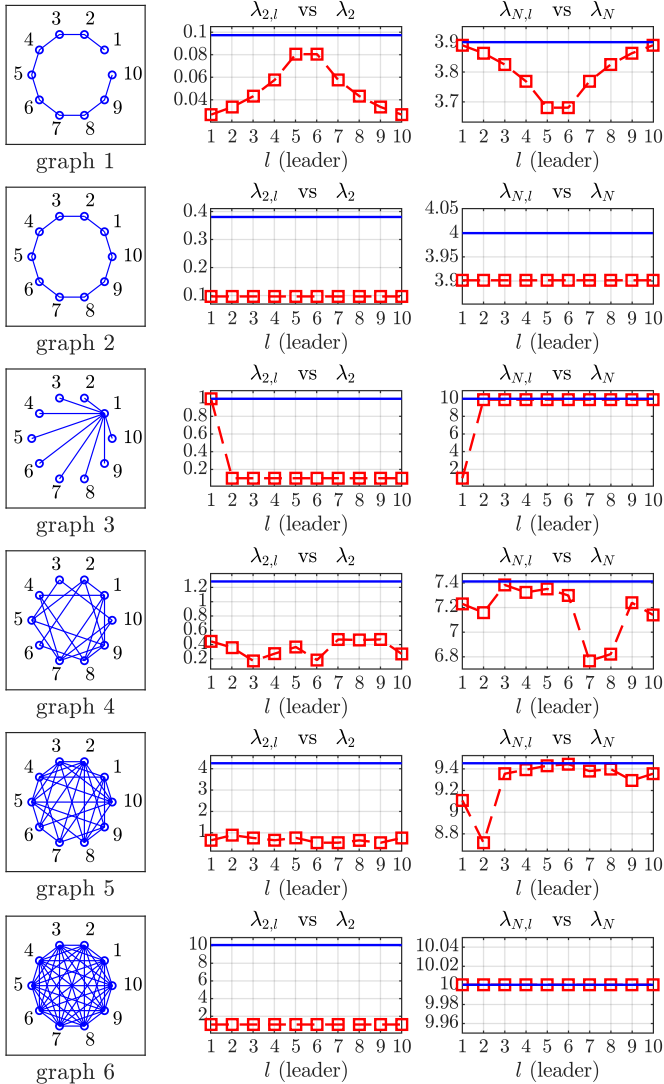 3 2
4 1
5 10
6 9
7 8
graph 1
λ2,l vs λ2
0.1
0.08
0.06
0.04
1 2 3 4 5 6 7 8 9 10
l (leader)
λN,l vs λN
3.9
3.8
3.7
1 2 3 4 5 6 7 8 9 10
l (leader)
3 2
4 1
5 10
6 9
7 8
graph 2
λ2,l vs λ2
0.4
0.3
0.2
0.1
1 2 3 4 5 6 7 8 9 10
l (leader)
λN,l vs λN
4.05
4
3.95
3.9
1 2 3 4 5 6 7 8 9 10
l (leader)
3 2
4 1
5 10
6 9
7 8
graph 3
λ2,l vs λ2
1
0.8
0.6
0.4
0.2
1 2 3 4 5 6 7 8 9 10
l (leader)
λN,l vs λN
10
8
6
4
2
1 2 3 4 5 6 7 8 9 10
l (leader)
3 2
4 1
5 10
6 9
7 8
graph 4
λ2,l vs λ2
1.2
1
0.8
0.6
0.4
0.2
1 2 3 4 5 6 7 8 9 10
l (leader)
λN,l vs λN
7.4
7.2
7
6.8
1 2 3 4 5 6 7 8 9 10
l (leader)
3 2
4 1
5 10
6 9
7 8
graph 5
λ2,l vs λ2
4
3
2
1
1 2 3 4 5 6 7 8 9 10
l (leader)
λN,l vs λN
9.4
9.2
9
8.8
1 2 3 4 5 6 7 8 9 10
l (leader)
3 2
4 1
5 10
6 9
7 8
graph 6
λ2,l vs λ2
10
8
6
4
2
1 2 3 4 5 6 7 8 9 10
l (leader)
λN,l vs λN
10.04
10.02
10
9.98
9.96
1 2 3 4 5 6 7 8 9 10
l (leader)